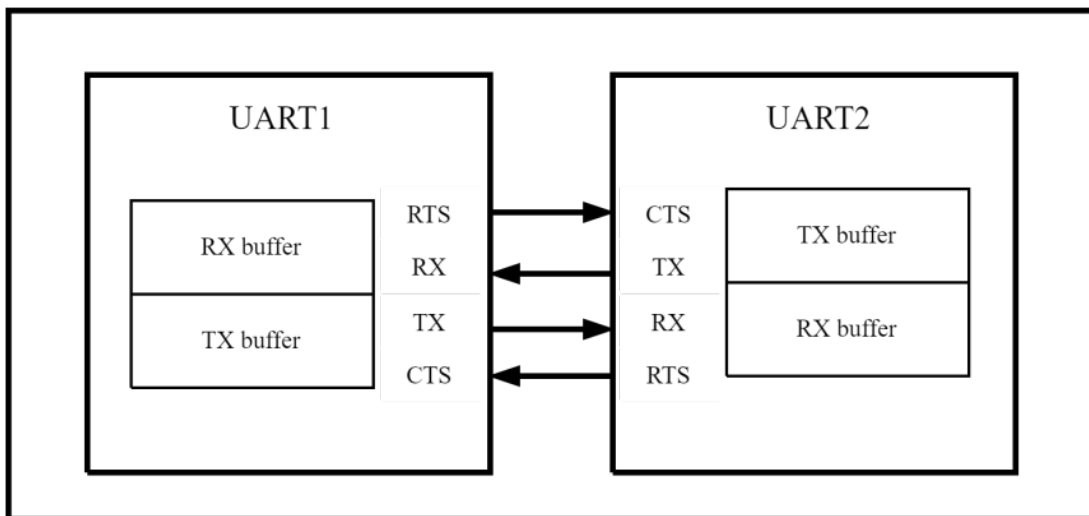 UART1
RX buffer
TX buffer
RTS
RX
TX
CTS
UART2
CTS
TX
RX
RTS
TX buffer
RX buffer